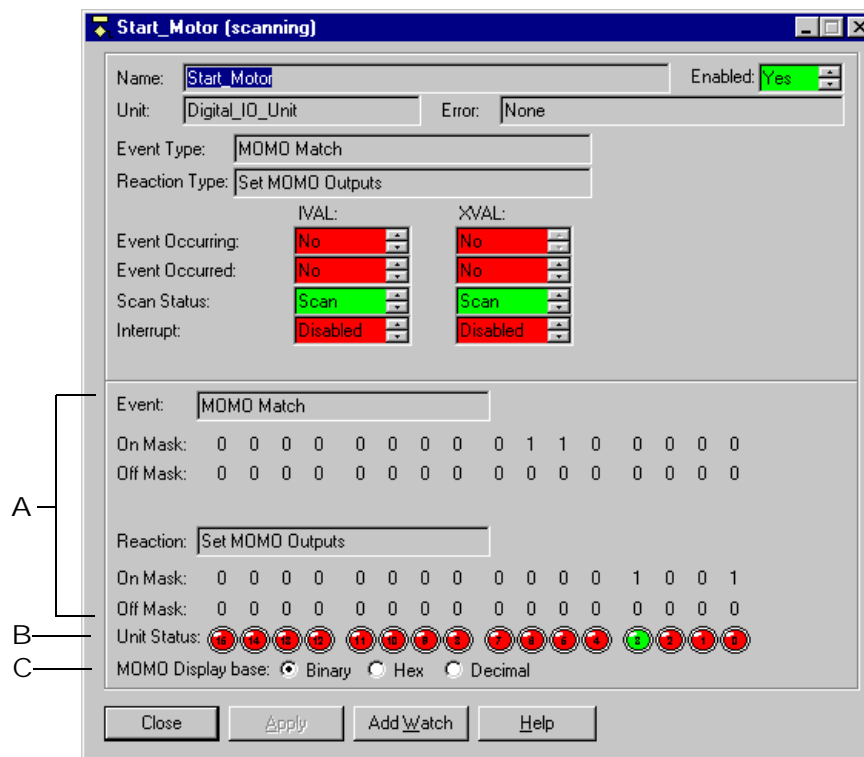 Start_Motor (scanning)
Name: Start_Motor Enabled: Yes
Unit: Digital_IO_Unit Error: None
Event Type: MOMO Match
Reaction Type: Set MOMO Outputs
IVAL: XVAL:
Event Occurring: No No
Event Occurred: No No
Scan Status: Scan Scan
Interrupt: Disabled Disabled
A
Event: MOMO Match
On Mask: 0 0 0 0 0 0 0 0 0 1 1 0 0 0 0 0
Off Mask: 0 0 0 0 0 0 0 0 0 0 0 0 0 0 0 0
Reaction: Set MOMO Outputs
On Mask: 0 0 0 0 0 0 0 0 0 0 0 0 1 0 0 1
Off Mask: 0 0 0 0 0 0 0 0 0 0 0 0 0 0 0 0
B Unit Status: 15 14 13 12 11 10 9 8 7 6 5 4 3 2 1 0
C MOMO Display base: Binary Hex Decimal
Close Apply Add Watch Help